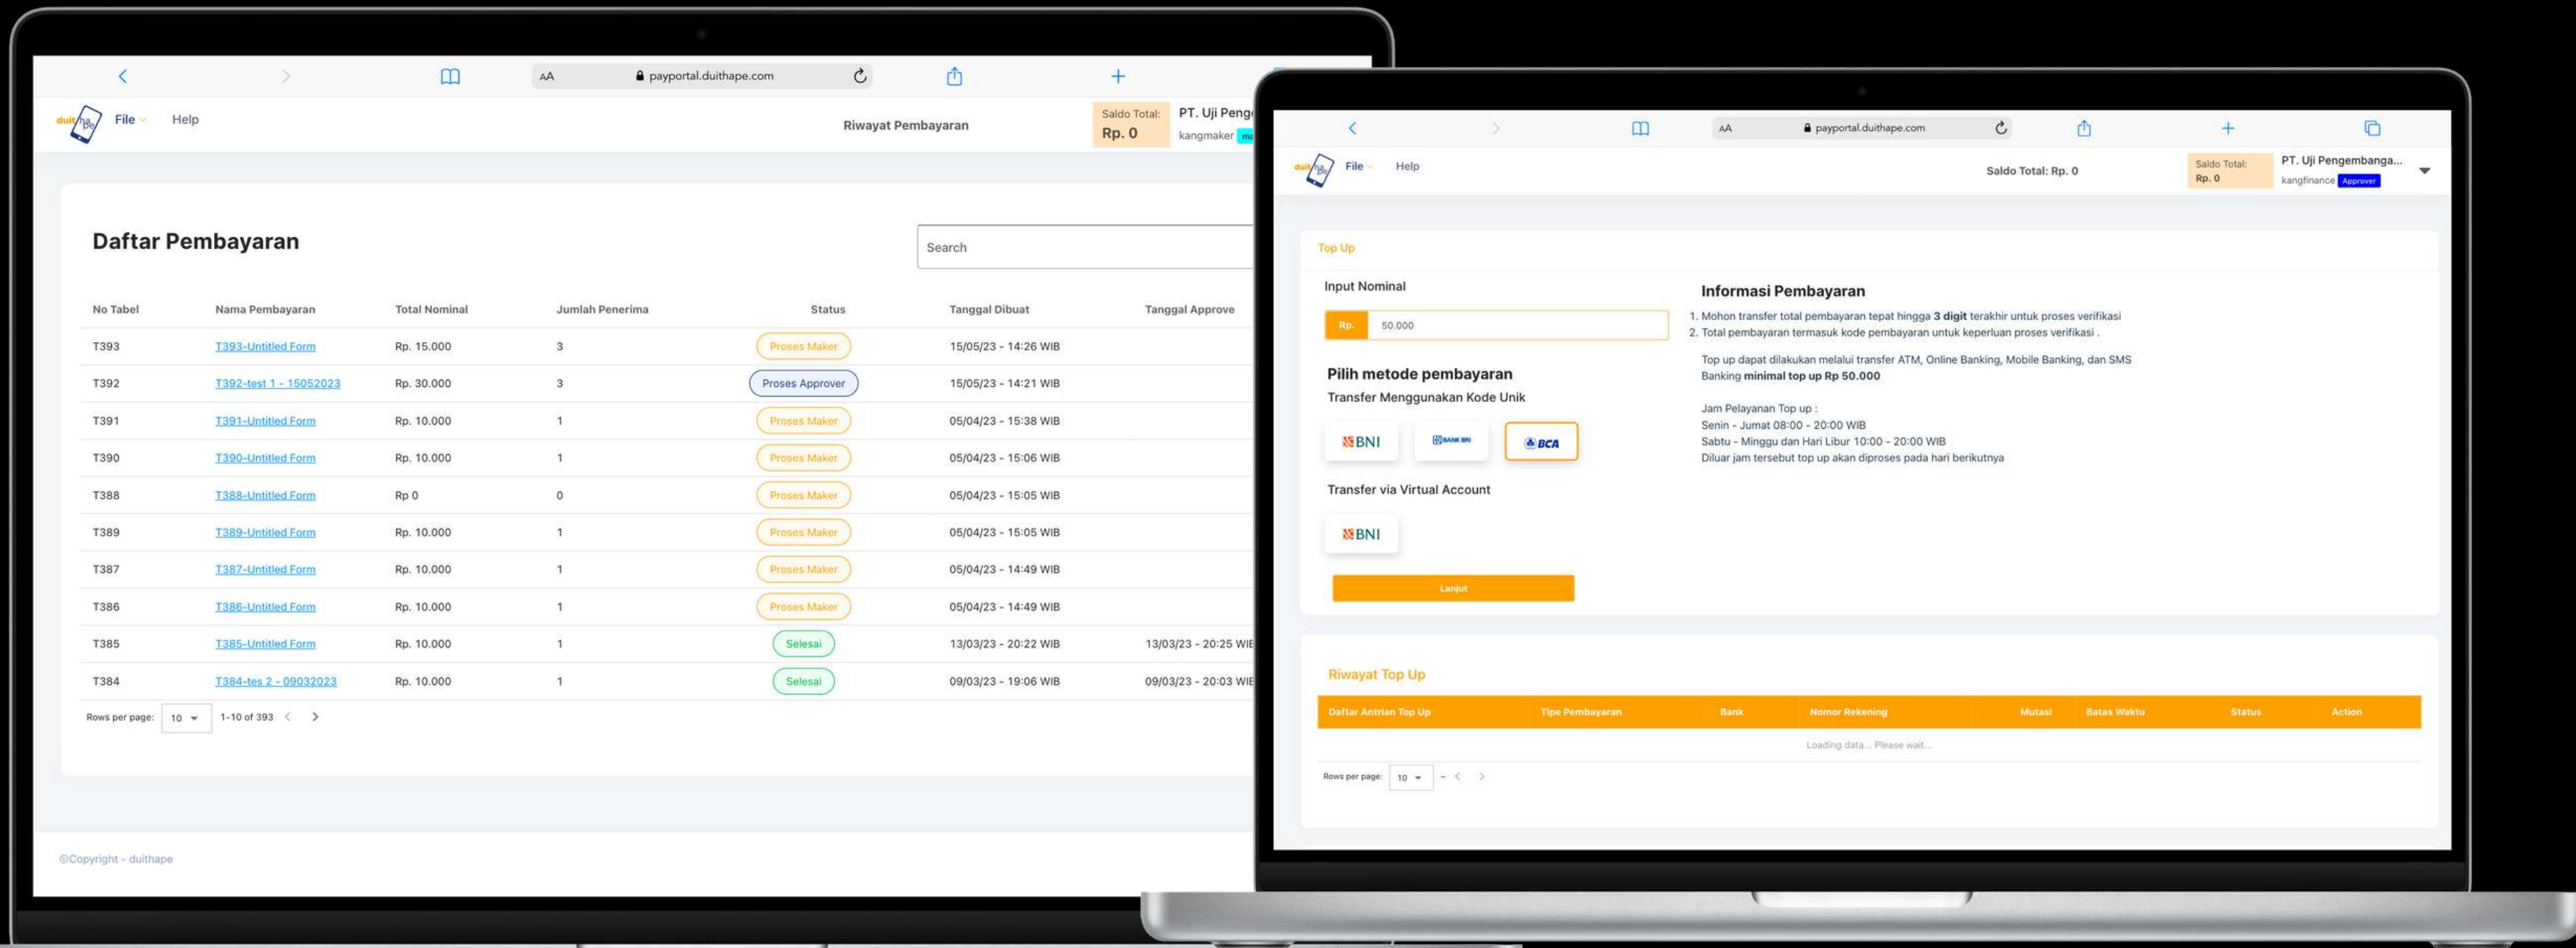 AA payportal.duithape.com
duit hape File Help Riwayat Pembayaran Saldo Total: Rp. 0 PT. Uji Peng
kangmaker
Daftar Pembayaran
Search
No Tabel Nama Pembayaran Total Nominal Jumlah Penerima Status Tanggal Dibuat Tanggal Approve
T393 T393-Untitled Form Rp. 15.000 3 Proses Maker 15/05/23 - 14:26 WIB
T392 T392-test 1 - 15052023 Rp. 30.000 3 Proses Approver 15/05/23 - 14:21 WIB
T391 T391-Untitled Form Rp. 10.000 1 Proses Maker 05/04/23 - 15:38 WIB
T390 T390-Untitled Form Rp. 10.000 1 Proses Maker 05/04/23 - 15:06 WIB
T388 T388-Untitled Form Rp 0 0 Proses Maker 05/04/23 - 15:05 WIB
T389 T389-Untitled Form Rp. 10.000 1 Proses Maker 05/04/23 - 15:05 WIB
T387 T387-Untitled Form Rp. 10.000 1 Proses Maker 05/04/23 - 14:49 WIB
T386 T386-Untitled Form Rp. 10.000 1 Proses Maker 05/04/23 - 14:49 WIB
T385 T385-Untitled Form Rp. 10.000 1 Selesai 13/03/23 - 20:22 WIB 13/03/23 - 20:25 WIB
T384 T384-tes 2 - 09032023 Rp. 10.000 1 Selesai 09/03/23 - 19:06 WIB 09/03/23 - 20:03 WIB
Rows per page: 10 1-10 of 393
©Copyright - duithape
AA payportal.duithape.com
duit hape File Help Saldo Total: Rp. 0 Saldo Total: Rp. 0 PT. Uji Pengembanga...
kangfinance Approver
Top Up
Input Nominal
Rp. 50.000
Pilih metode pembayaran
Transfer Menggunakan Kode Unik
BNI BANK BRI BCA
Transfer via Virtual Account
BNI
Lanjut
Informasi Pembayaran
1. Mohon transfer total pembayaran tepat hingga 3 digit terakhir untuk proses verifikasi
2. Total pembayaran termasuk kode pembayaran untuk keperluan proses verifikasi .
Top up dapat dilakukan melalui transfer ATM, Online Banking, Mobile Banking, dan SMS
Banking minimal top up Rp 50.000
Jam Pelayanan Top up :
Senin - Jumat 08:00 - 20:00 WIB
Sabtu - Minggu dan Hari Libur 10:00 - 20:00 WIB
Diluar jam tersebut top up akan diproses pada hari berikutnya
Riwayat Top Up
Daftar Antrian Top Up Tipe Pembayaran Bank Nomor Rekening Mutasi Batas Waktu Status Action
Loading data... Please wait...
Rows per page: 10 -